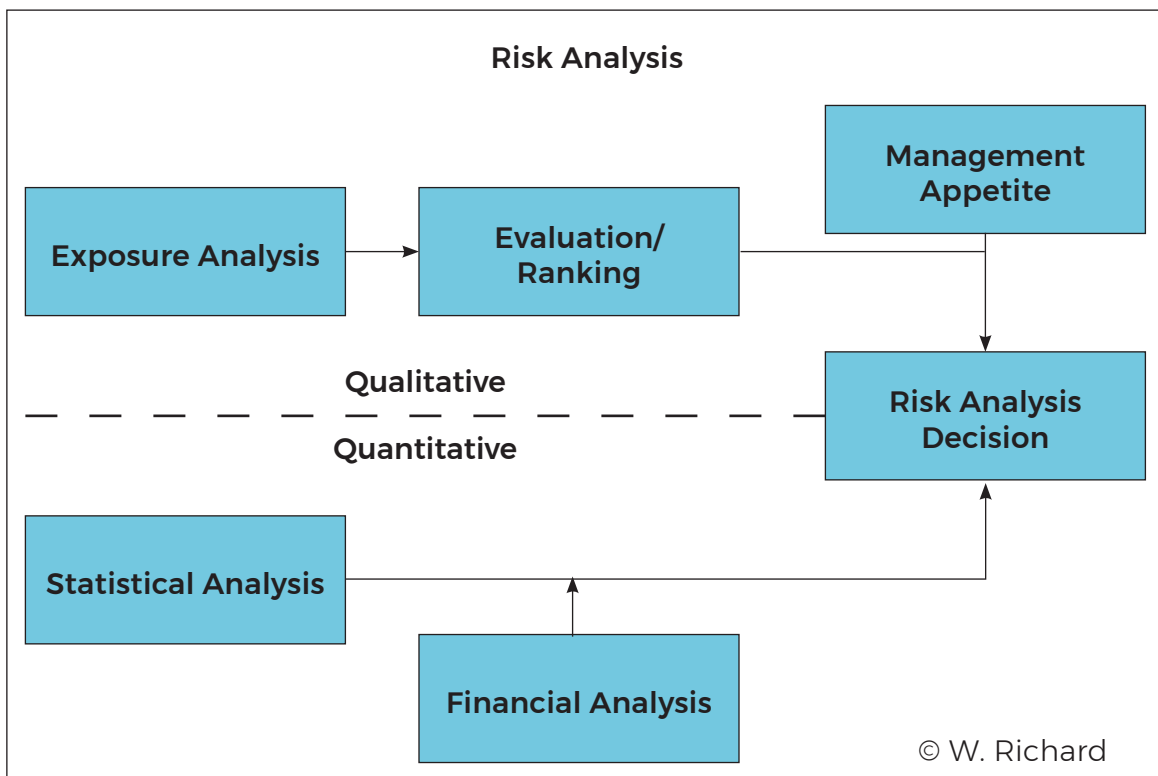 Risk Analysis
Management
Appetite
Exposure Analysis
Evaluation/
Ranking
Qualitative
Risk Analysis
Decision
Quantitative
Statistical Analysis
Financial Analysis
© W. Richard